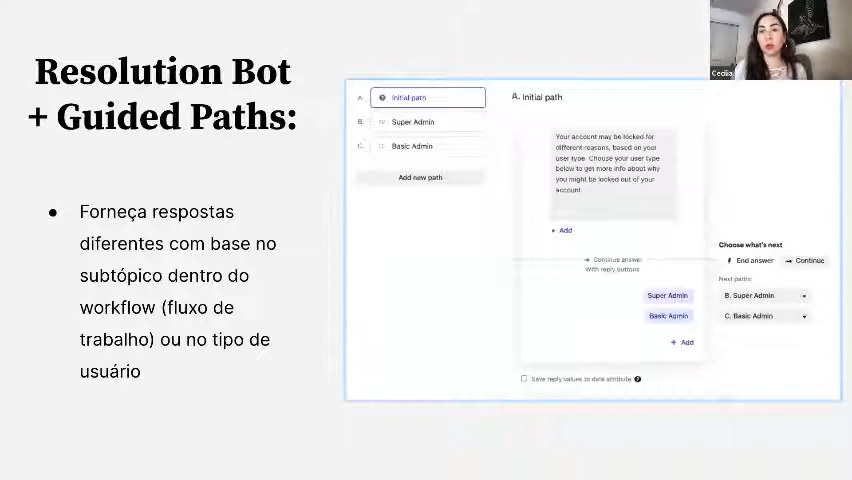 Resolution Bot
+ Guided Paths:
● Forneça respostas
diferentes com base no
subtópico dentro do
workflow (fluxo de
trabalho) ou no tipo de
usuário
A. Initial path
B. Super Admin
C. Basic Admin
Add new path
A. Initial path
Your account may be locked for
different reasons, based on your
user type. Choose your user type
below to get more info about why
you might be locked out of your
account
+ Add
Continue answer
With reply buttons
Super Admin
Basic Admin
+ Add
Save reply values to data attribute
Choose what's next
End answer → Continue
Next paths:
B. Super Admin
C. Basic Admin
Cecilia